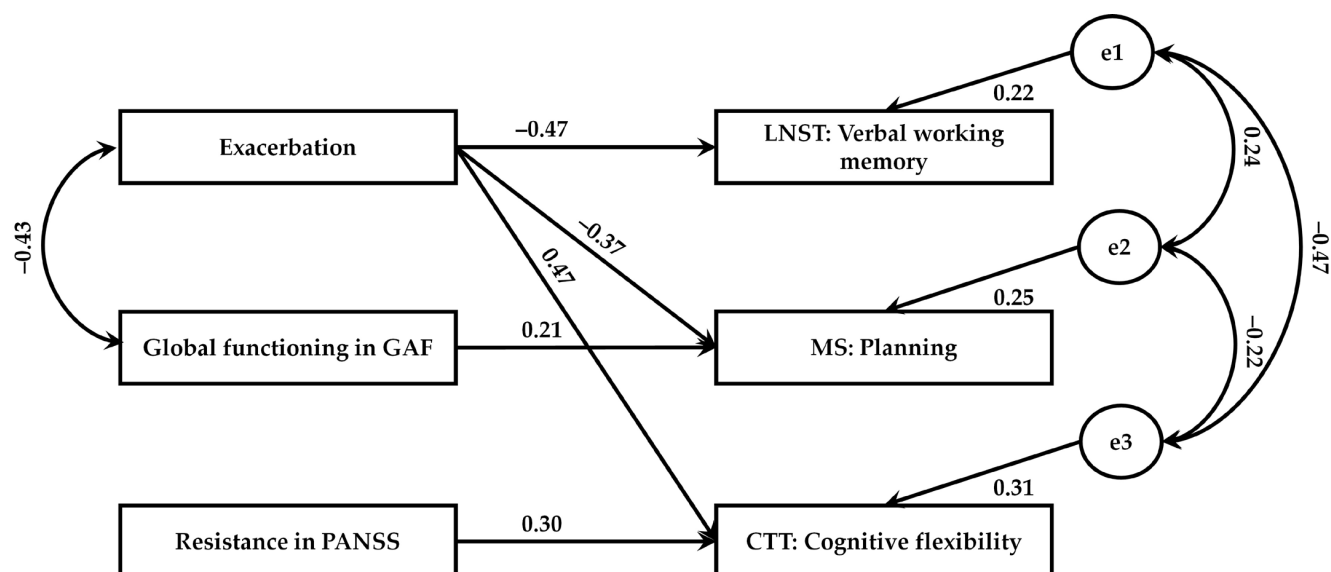 e1
0.22
Exacerbation
–0.47
LNST: Verbal working
memory
0.24
–0.43
–0.37
0.47
e2
–0.47
0.25
Global functioning in GAF
0.21
MS: Planning
–0.22
e3
0.31
Resistance in PANSS
0.30
CTT: Cognitive flexibility